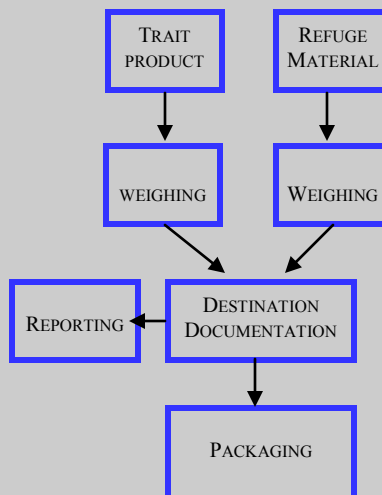 TRAIT
PRODUCT
REFUGE
MATERIAL
WEIGHING
WEIGHING
DESTINATION
DOCUMENTATION
REPORTING
PACKAGING